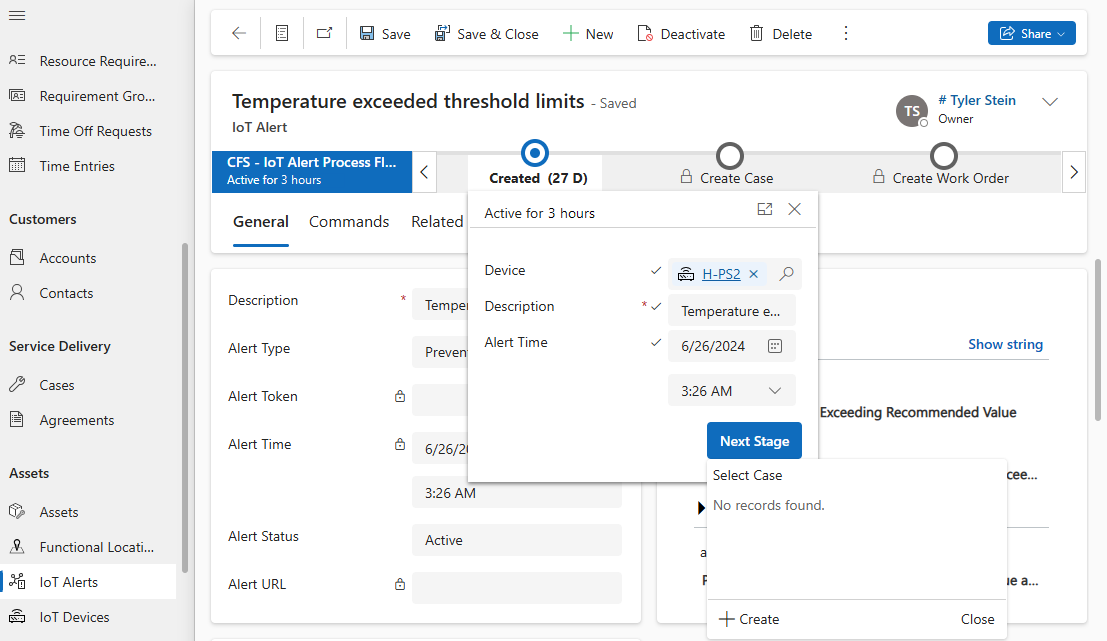 Save
Save & Close
New
Deactivate
Delete
Share
Resource Require...
Requirement Gro...
Time Off Requests
Time Entries
Customers
Accounts
Contacts
Service Delivery
Cases
Agreements
Assets
Assets
Functional Locati...
IoT Alerts
IoT Devices
Temperature exceeded threshold limits - Saved
IoT Alert
TS
# Tyler Stein
Owner
CFS - IoT Alert Process Fl...
Active for 3 hours
Created (27 D)
Create Case
Create Work Order
General
Commands
Related
Active for 3 hours
Device
H-PS2
Description
*
Temperature e...
Alert Time
6/26/2024
3:26 AM
Next Stage
Select Case
No records found.
Create
Close
Description
*
Temper
Alert Type
Preven
Alert Token
Alert Time
6/26/20
3:26 AM
Alert Status
Active
Alert URL
Show string
Exceeding Recommended Value
cee...
a
ue a...